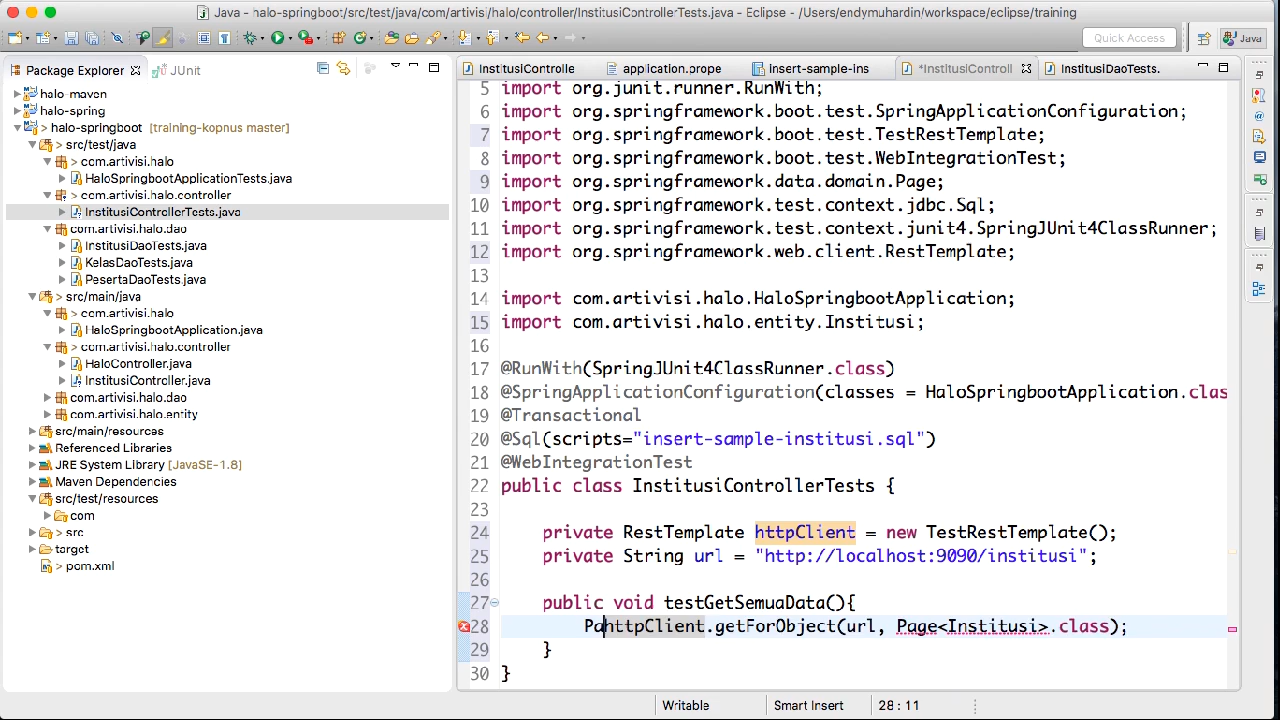 Java - halo-springboot/src/test/java/com/artivis/halo/controller/InstitusiControllerTests.java - Eclipse - /Users/endymuhardin/workspace/eclipse/training
Quick Access
Java
Package Explorer
JUnit
InstitusiControlle
application.prope
insert-sample-ins
*InstitusiControll
InstitusiDaoTests.
halo-maven
halo-spring
> halo-springboot [training-kopnus master]
> src/test/java
> com.artivisi.halo
HaloSpringbootApplicationTests.java
> com.artivisi.halo.controller
InstitusiControllerTests.java
com.artivisi.halo.dao
InstitusiDaoTests.java
KelasDaoTests.java
PesertaDaoTests.java
> src/main/java
> com.artivisi.halo
HaloSpringbootApplication.java
> com.artivisi.halo.controller
HaloController.java
InstitusiController.java
com.artivisi.halo.dao
com.artivisi.halo.entity
src/main/resources
Referenced Libraries
JRE System Library [JavaSE-1.8]
Maven Dependencies
src/test/resources
com
> src
target
> pom.xml
5 import org.junit.runner.RunWith;
6 import org.springframework.boot.test.SpringApplicationConfiguration;
7 import org.springframework.boot.test.TestRestTemplate;
8 import org.springframework.boot.test.WebIntegrationTest;
9 import org.springframework.data.domain.Page;
10 import org.springframework.test.context.jdbc.Sql;
11 import org.springframework.test.context.junit4.SpringJUnit4ClassRunner;
12 import org.springframework.web.client.RestTemplate;
13
14 import com.artivisi.halo.HaloSpringbootApplication;
15 import com.artivisi.halo.entity.Institusi;
16
17 @RunWith(SpringJUnit4ClassRunner.class)
18 @SpringApplicationConfiguration(classes = HaloSpringbootApplication.clas
19 @Transactional
20 @Sql(scripts="insert-sample-institusi.sql")
21 @WebIntegrationTest
22 public class InstitusiControllerTests {
23
24 private RestTemplate httpClient = new TestRestTemplate();
25 private String url = "http://localhost:9090/institusi";
26
27 public void testGetSemuaData(){
28 PahttpClient.getForObject(url, Page<Institusi>.class);
29 }
30 }
Writable
Smart Insert
28 : 11